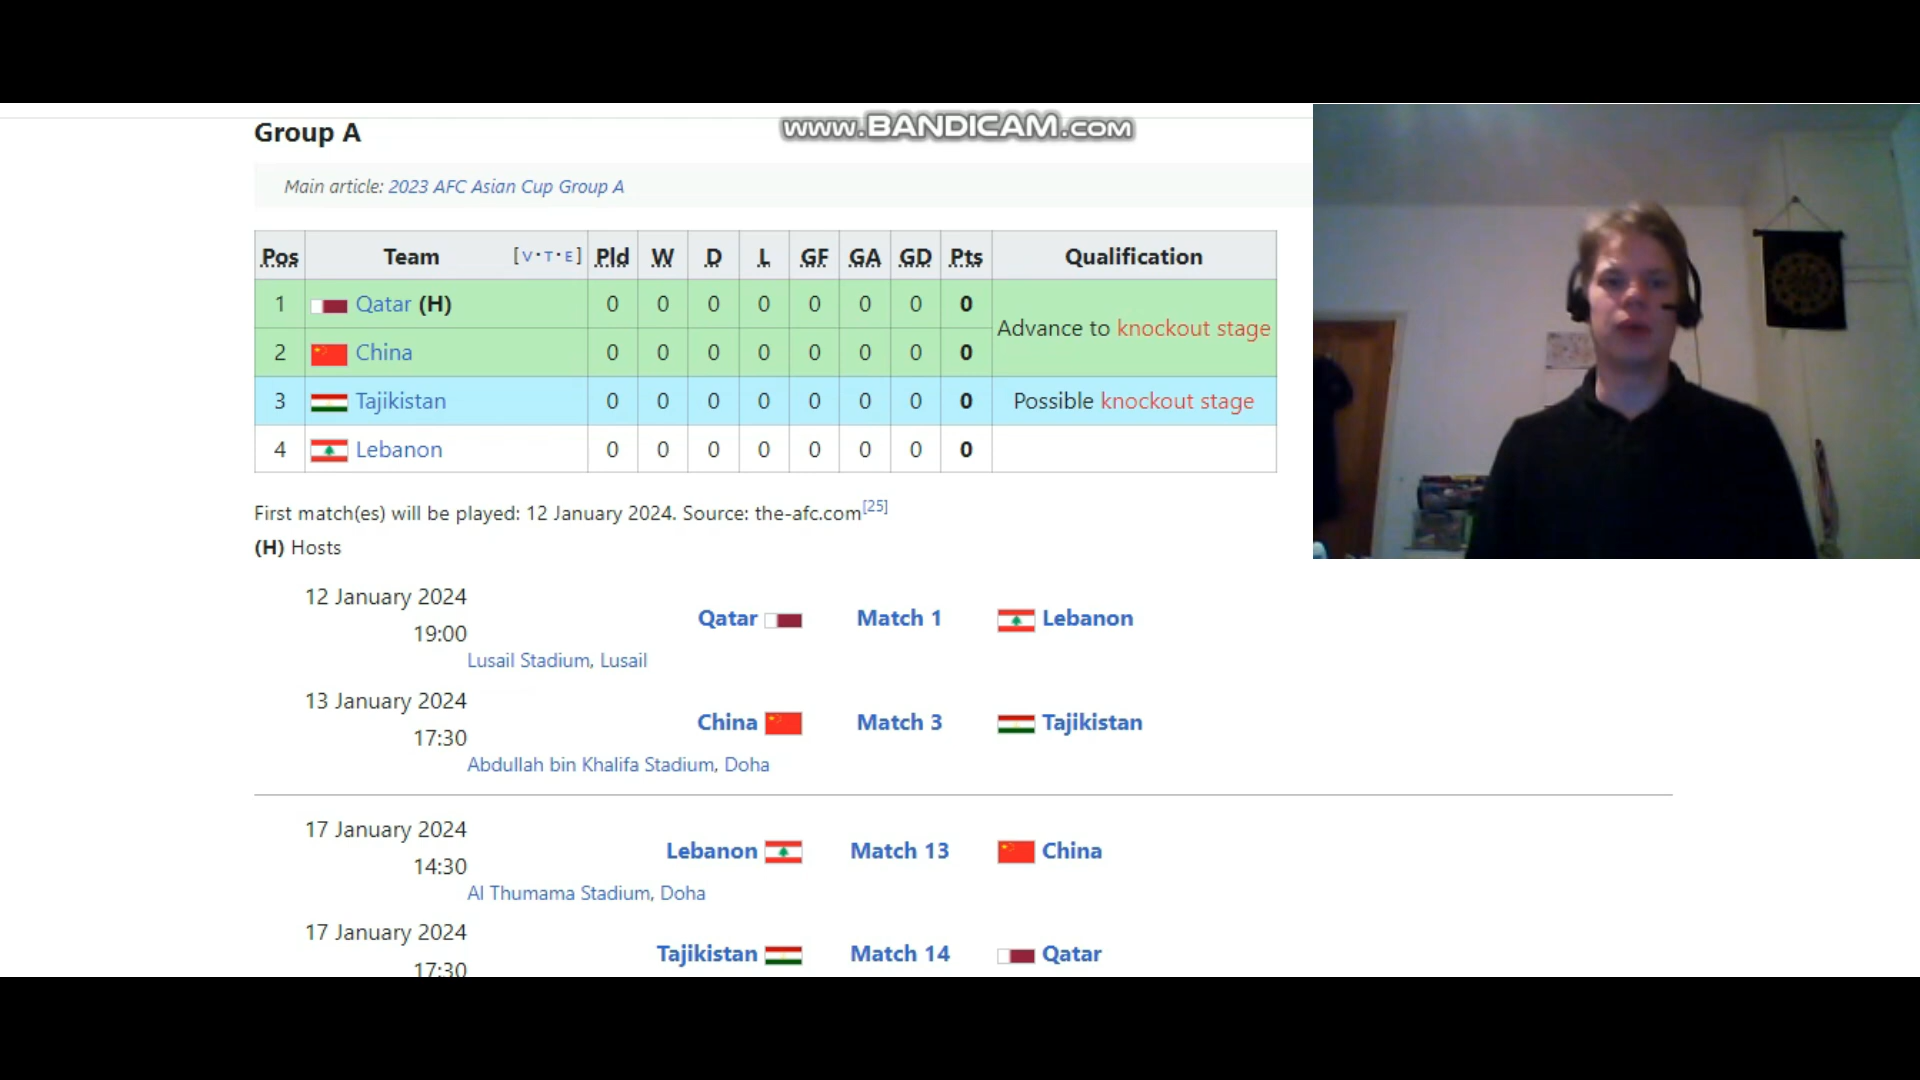 www.BANDICAM.com
Group A
Main article: 2023 AFC Asian Cup Group A
Pos Team [V·T·E] Pld W D L GF GA GD Pts Qualification
1 Qatar (H) 0 0 0 0 0 0 0 0 Advance to knockout stage
2 China 0 0 0 0 0 0 0 0
3 Tajikistan 0 0 0 0 0 0 0 0 Possible knockout stage
4 Lebanon 0 0 0 0 0 0 0 0
First match(es) will be played: 12 January 2024. Source: the-afc.com[25]
(H) Hosts
12 January 2024
19:00
Qatar Match 1 Lebanon
Lusail Stadium, Lusail
13 January 2024
17:30
China Match 3 Tajikistan
Abdullah bin Khalifa Stadium, Doha
17 January 2024
14:30
Lebanon Match 13 China
Al Thumama Stadium, Doha
17 January 2024
17:30
Tajikistan Match 14 Qatar